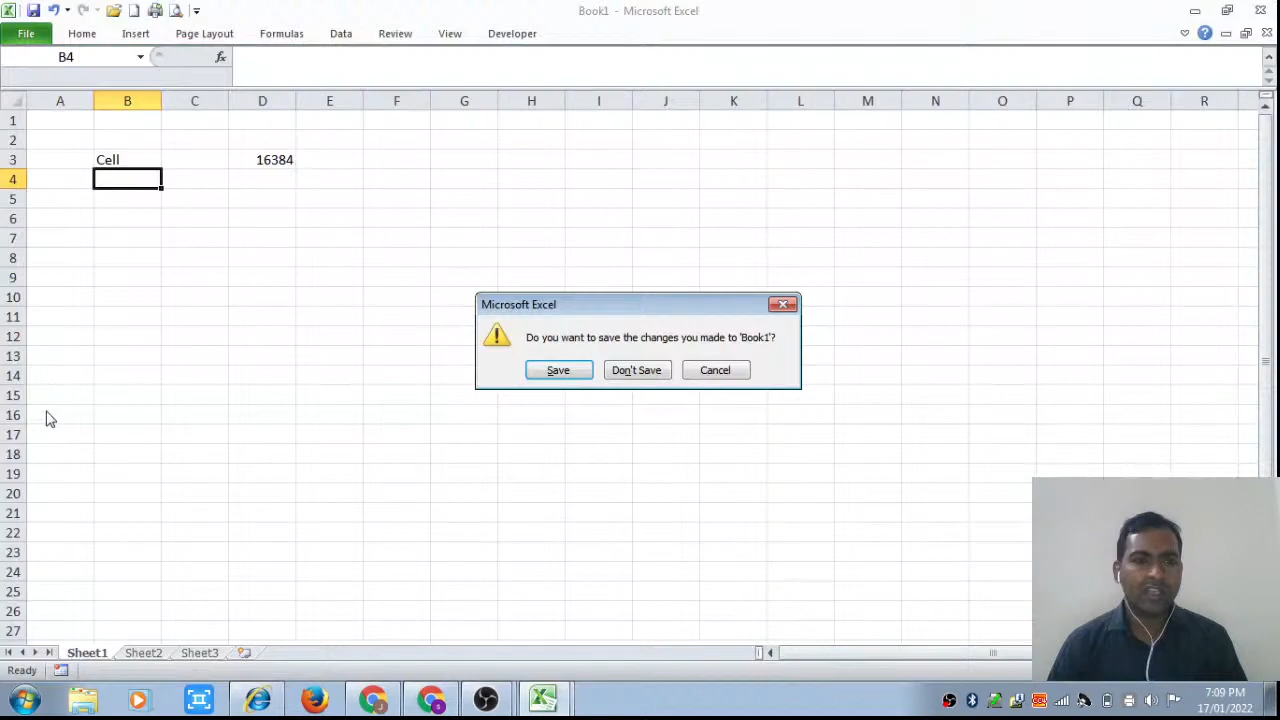 Book1 - Microsoft Excel
File Home Insert Page Layout Formulas Data Review View Developer
B4 fx
A B C D E F G H I J K L M N O P Q R
1
2
3 Cell 16384
4
5
6
7
8
9
10
11
12
13
14
15
16
17
18
19
20
21
22
23
24
25
26
27
Microsoft Excel
Do you want to save the changes you made to 'Book1'?
Save Don't Save Cancel
Sheet1 Sheet2 Sheet3
Ready
7:09 PM
17/01/2022